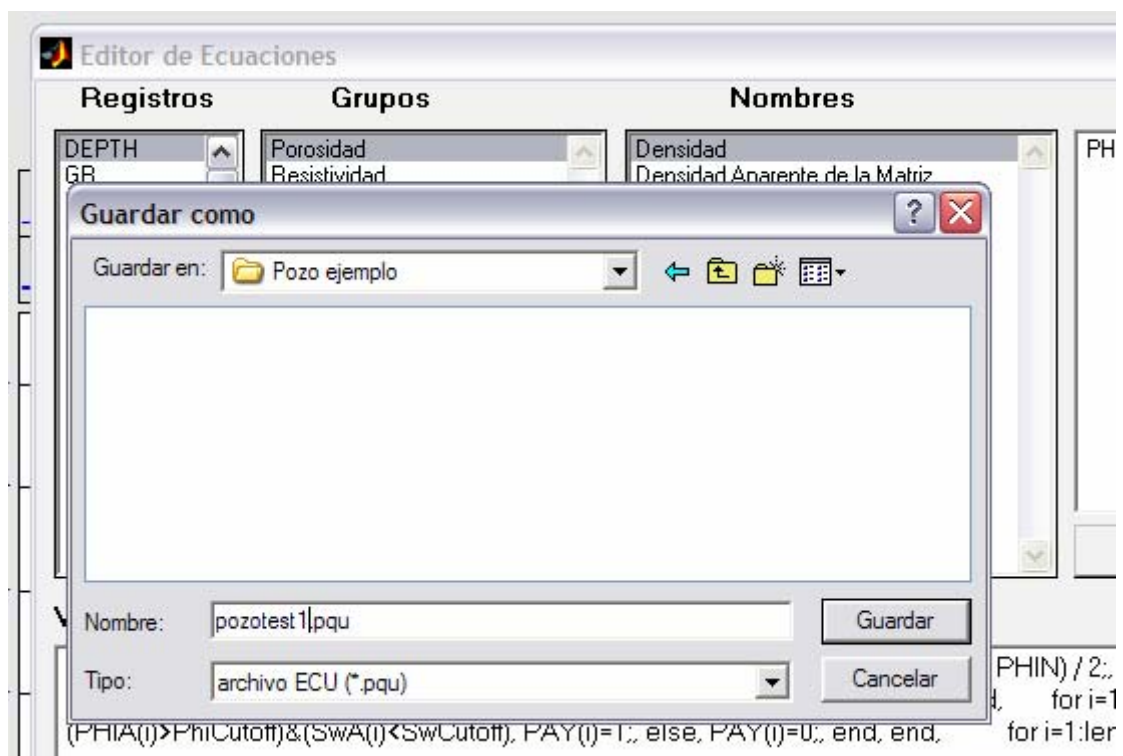 Editor de Ecuaciones
Registros Grupos Nombres
DEPTH Porosidad Densidad PH
GR Resistividad Densidad Aparente de la Matriz
Guardar como
Guardar en: Pozo ejemplo
Nombre: pozotest1.pqu Guardar
Tipo: archivo ECU (*.pqu) Cancelar
PHIN) / 2;,
for i=1
(PHIA(i)>PhiCutoff)&(SwA(i)<SwCutoff), PAY(i)=1;, else, PAY(i)=0;, end, end, for i=1:len